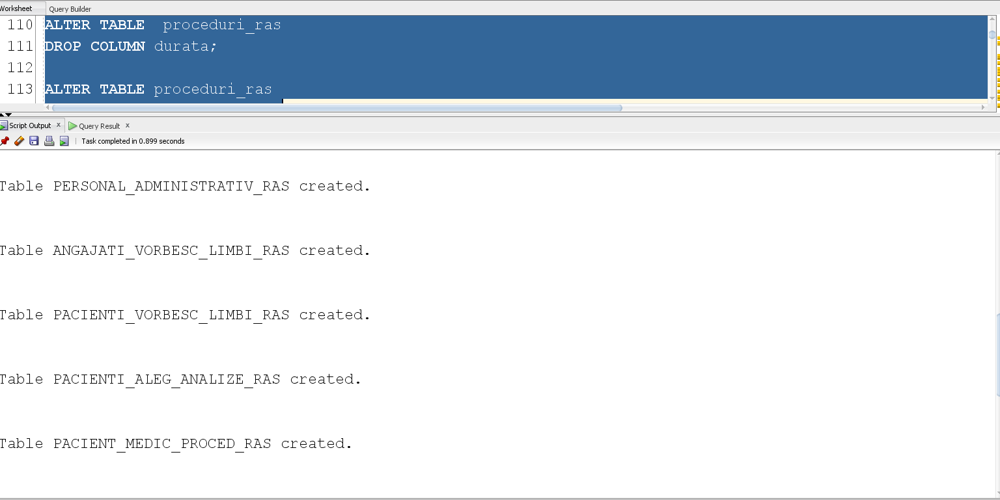 Worksheet Query Builder
110 ALTER TABLE proceduri_ras
111 DROP COLUMN durata;
112
113 ALTER TABLE proceduri_ras
Script Output x Query Result x
Task completed in 0.899 seconds
Table PERSONAL_ADMINISTRATIV_RAS created.
Table ANGAJATI_VORBESC_LIMBI_RAS created.
Table PACIENTI_VORBESC_LIMBI_RAS created.
Table PACIENTI_ALEG_ANALIZE_RAS created.
Table PACIENT_MEDIC_PROCED_RAS created.